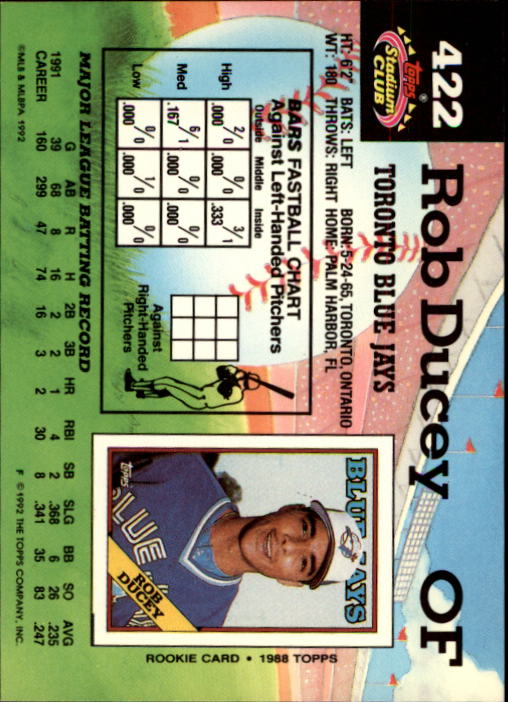 422
Topps
Stadium
CLUB
®
Rob Ducey OF
TORONTO BLUE JAYS
HT: 6'2" BATS: LEFT BORN: 5-24-65, TORONTO, ONTARIO
WT: 180 THROWS: RIGHT HOME: PALM HARBOR, FL
BARS FASTBALL CHART
Against Left-Handed Pitchers
Outside Middle Inside
High 2/0 .000 0/0 .000 3/1 .333
Med 6/1 .167 0/0 .000 0/0 .000
Low 0/0 .000 1/0 .000 0/0 .000
Against
Right-Handed
Pitchers
BLUE JAYS
BLUE
Topps
ROB
DUCEY
ROOKIE CARD • 1988 TOPPS
MAJOR LEAGUE BATTING RECORD
G AB R H 2B 3B HR RBI SB SLG BB SO AVG
1991 39 68 8 16 2 2 1 4 2 .368 6 26 .235
CAREER 160 299 47 74 16 3 2 30 8 .341 35 83 .247
©MLB & MLBPA 1992
F © 1992 THE TOPPS COMPANY, INC.